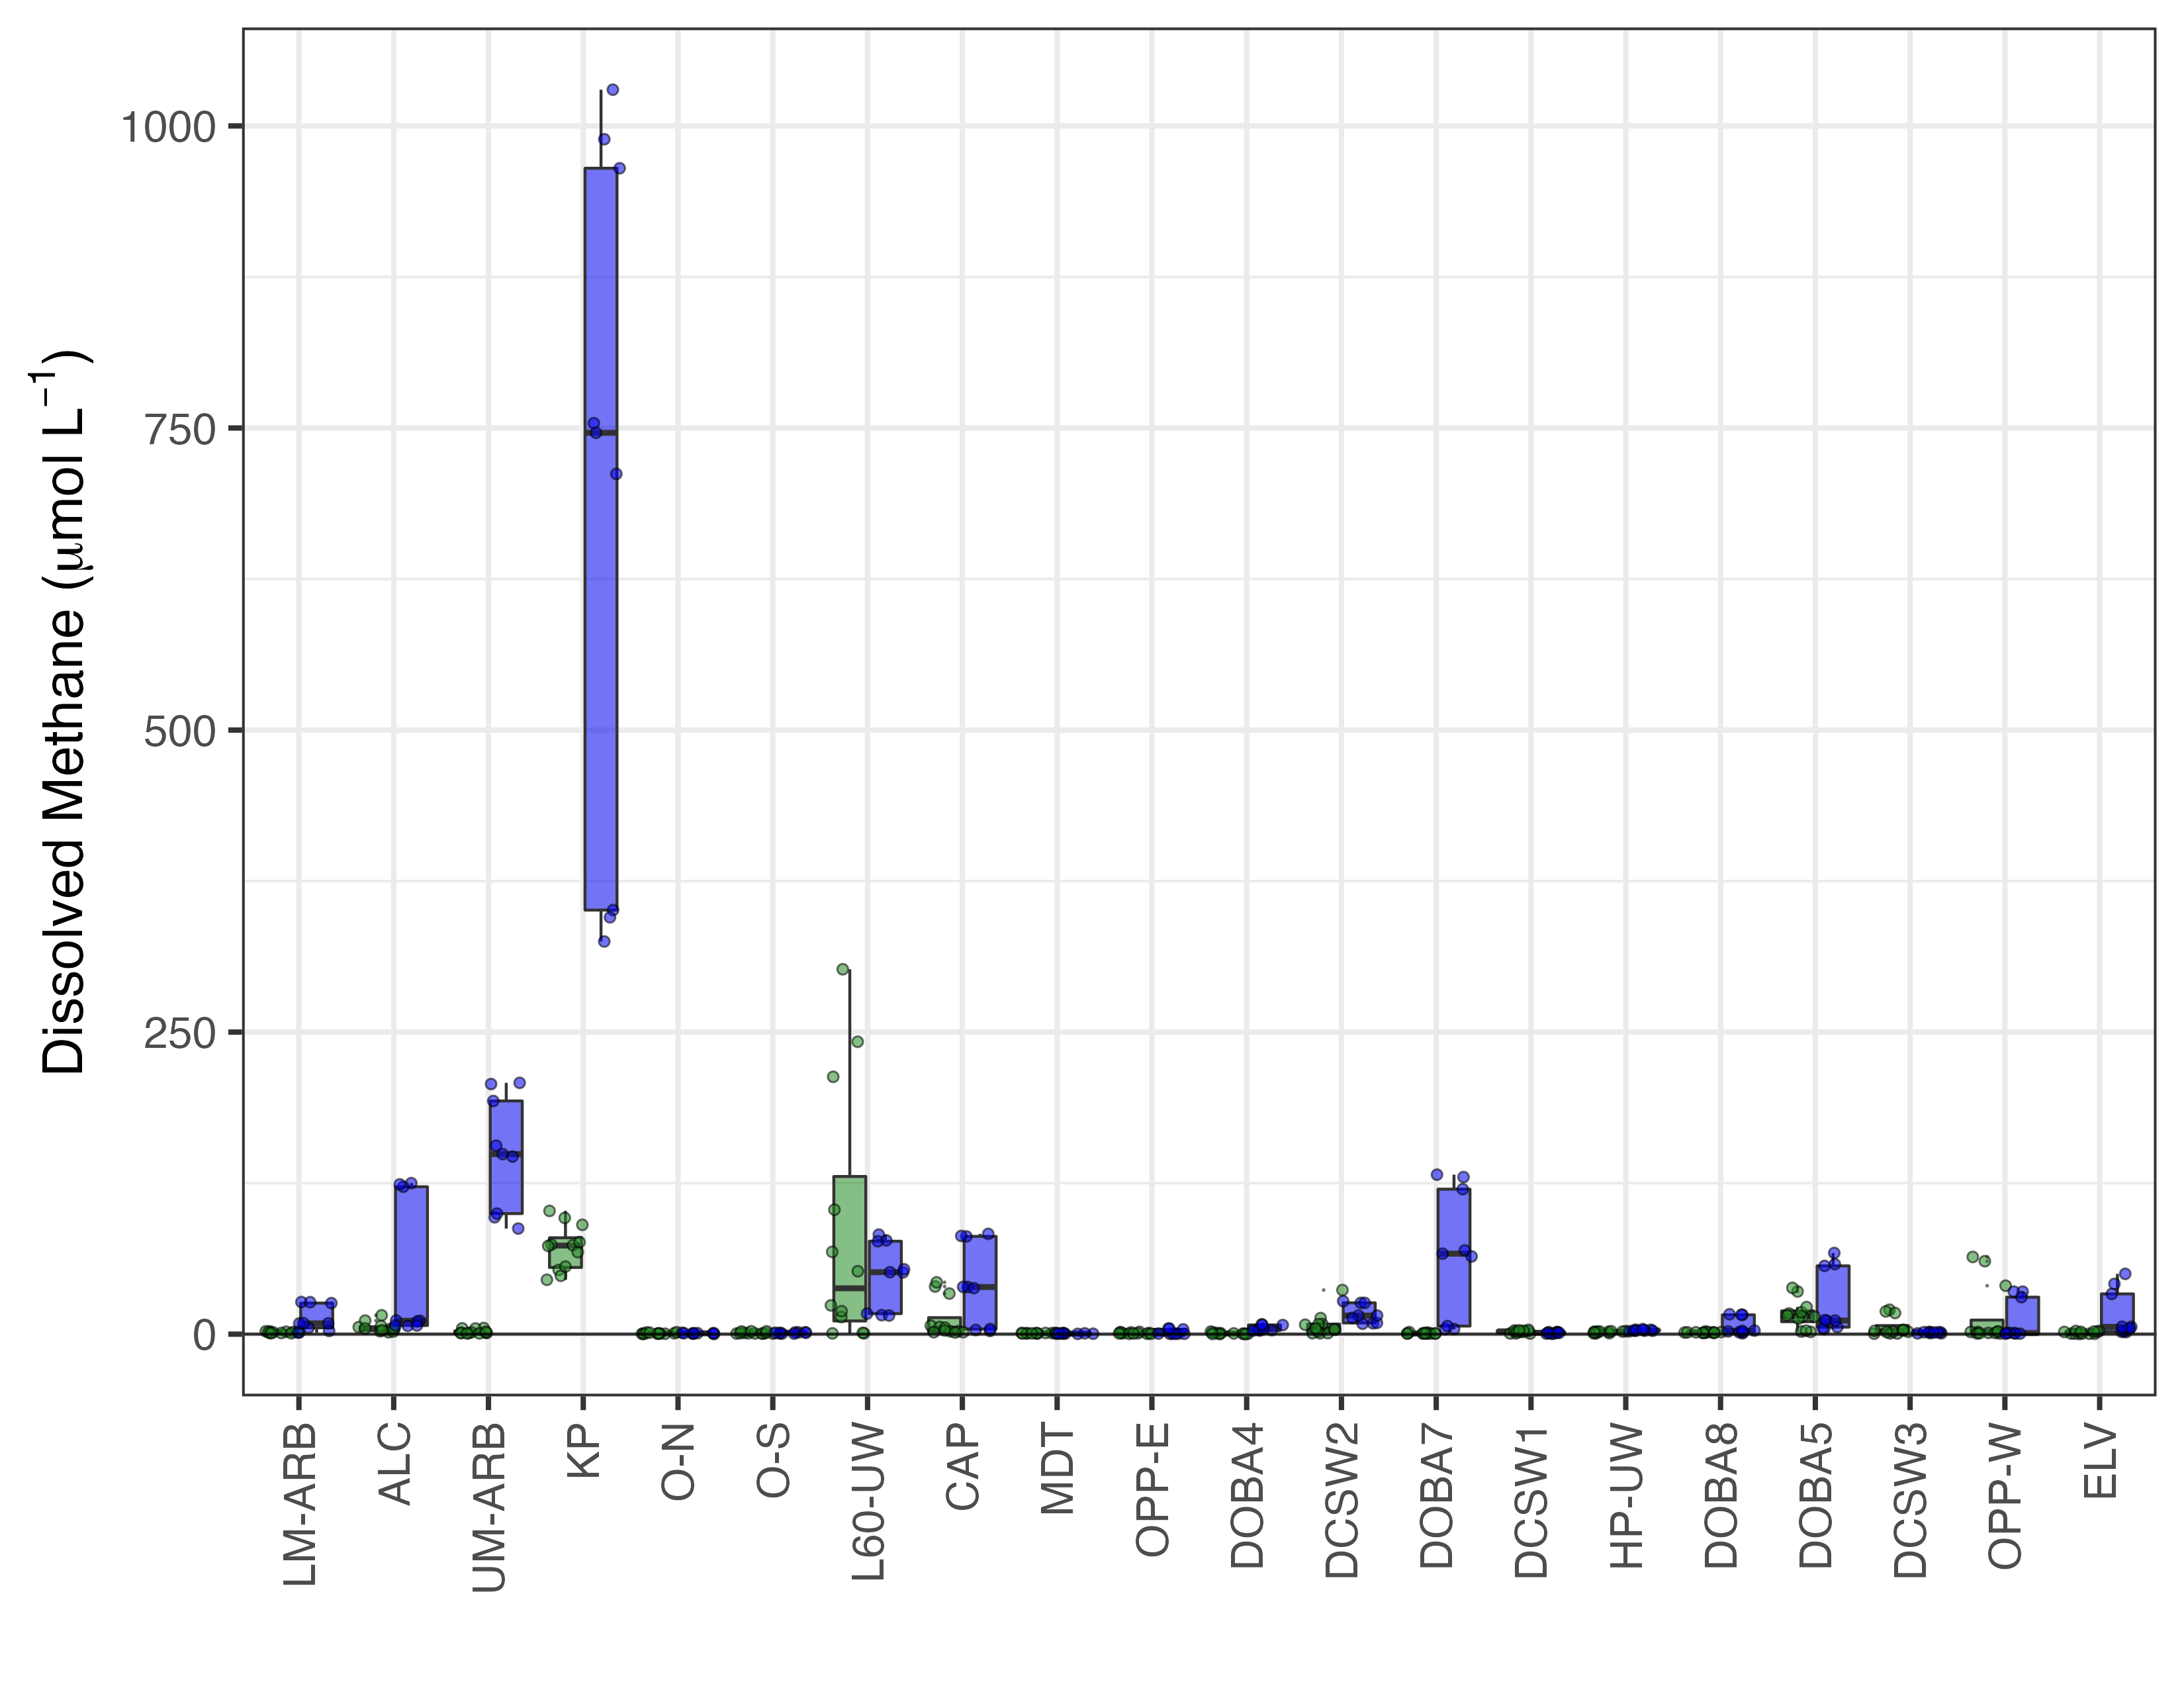 Dissolved Methane (μmol L⁻¹)
1000
750
500
250
0
LM-ARB
ALC
UM-ARB
KP
O-N
O-S
L60-UW
CAP
MDT
OPP-E
DOBA4
DCSW2
DOBA7
DCSW1
HP-UW
DOBA8
DOBA5
DCSW3
OPP-W
ELV